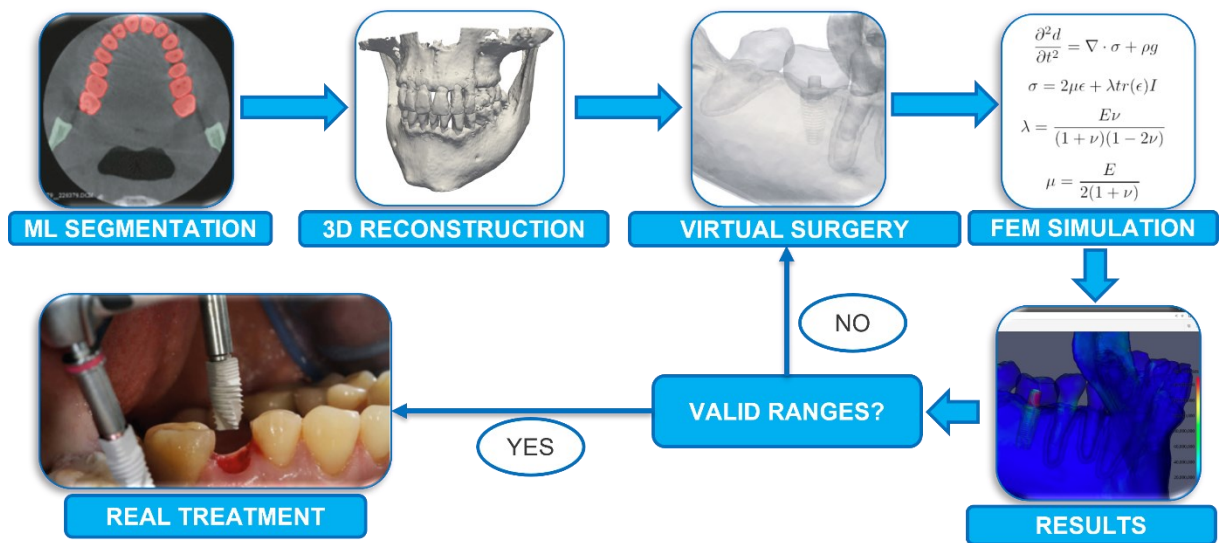 ∂²d/∂t² = ∇ · σ + ρg
σ = 2με + λtr(ε)I
λ = Eν/((1 + ν)(1 − 2ν))
μ = E/(2(1 + ν))
ML SEGMENTATION
3D RECONSTRUCTION
VIRTUAL SURGERY
FEM SIMULATION
NO
VALID RANGES?
YES
REAL TREATMENT
RESULTS